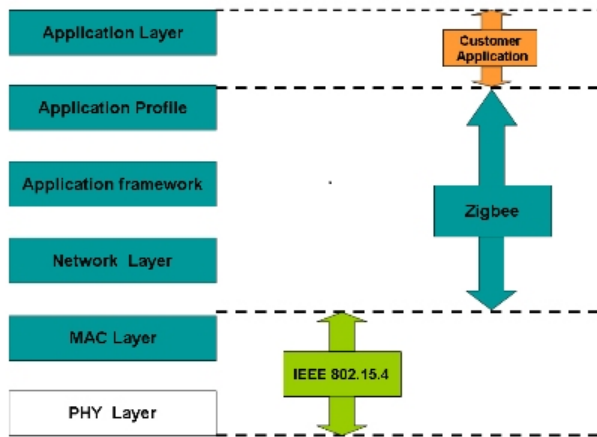 Application Layer
Customer
Application
Application Profile
Application framework
Zigbee
Network Layer
MAC Layer
IEEE 802.15.4
PHY Layer